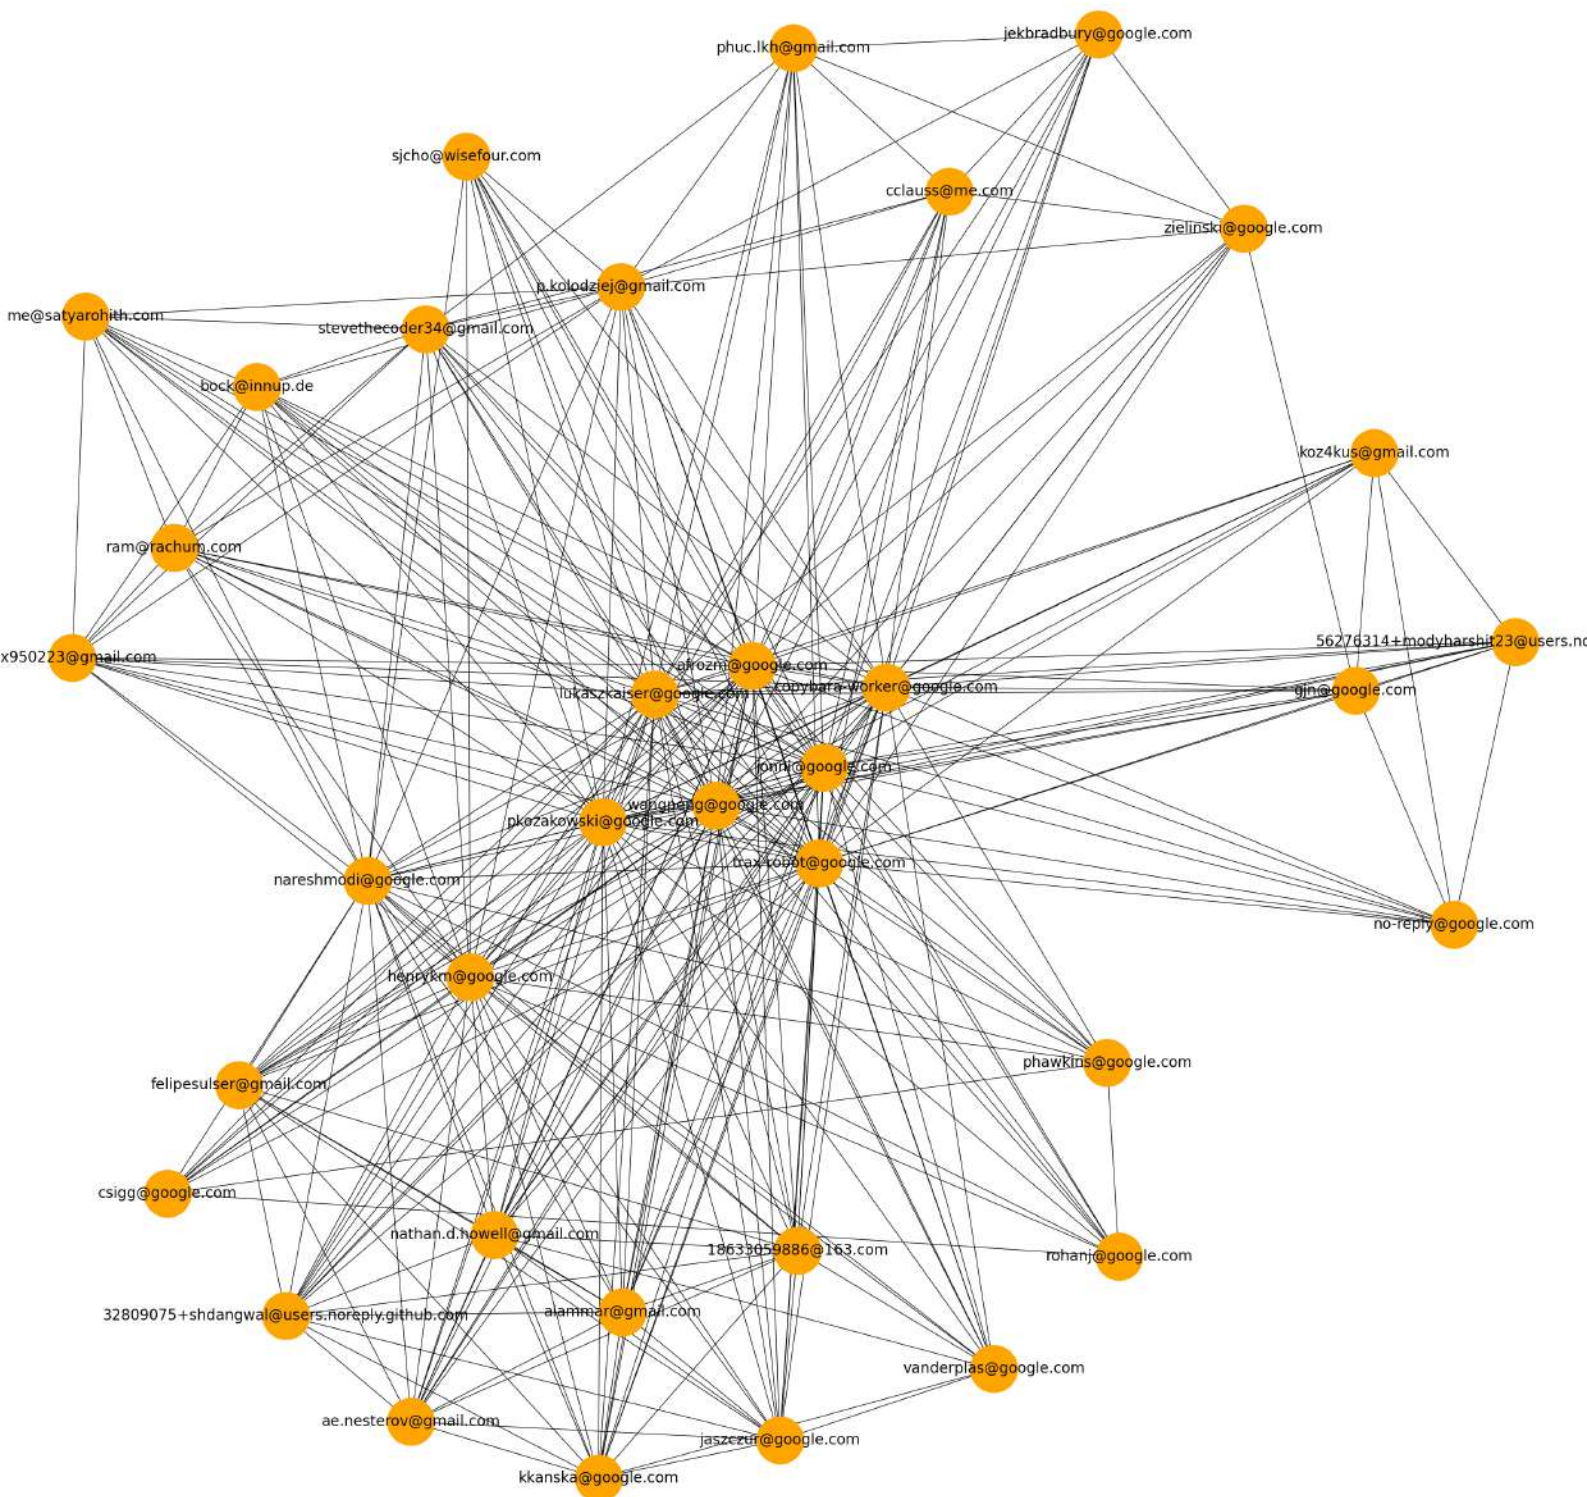 jekbradbury@google.com
phuc.lkh@gmail.com
sjcho@wisefour.com
cclauss@me.com
zielinski@google.com
p.kolodziej@gmail.com
me@satyarohith.com
stevethecoder34@gmail.com
bock@innup.de
koz4kus@gmail.com
ram@rachum.com
56276314+modyharshit23@users.no
x950223@gmail.com
afrozm@google.com
copybara-worker@google.com
lukaszkaiser@google.com
gjn@google.com
jonni@google.com
wangpeng@google.com
pkozakowski@google.com
trax-robot@google.com
nareshmodi@google.com
no-reply@google.com
henrykm@google.com
phawkins@google.com
felipesulser@gmail.com
csigg@google.com
nathan.d.howell@gmail.com
18633059886@163.com
rohanj@google.com
32809075+shdangwal@users.noreply.github.com
alammar@gmail.com
vanderplas@google.com
ae.nesterov@gmail.com
jaszczur@google.com
kkanska@google.com